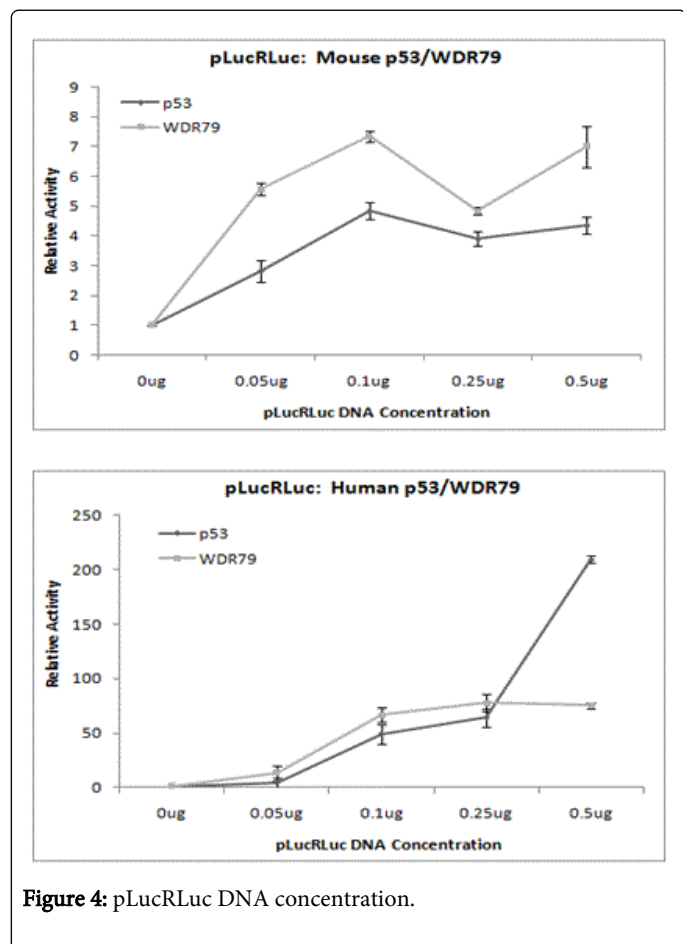 pLucRLuc: Mouse p53/WDR79
9
8
7
6
5
4
3
2
1
0
Relative Activity
p53
WDR79
0ug 0.05ug 0.1ug 0.25ug 0.5ug
pLucRLuc DNA Concentration
pLucRLuc: Human p53/WDR79
250
200
150
100
50
0
Relative Activity
p53
WDR79
0ug 0.05ug 0.1ug 0.25ug 0.5ug
pLucRLuc DNA Concentration
Figure 4: pLucRLuc DNA concentration.